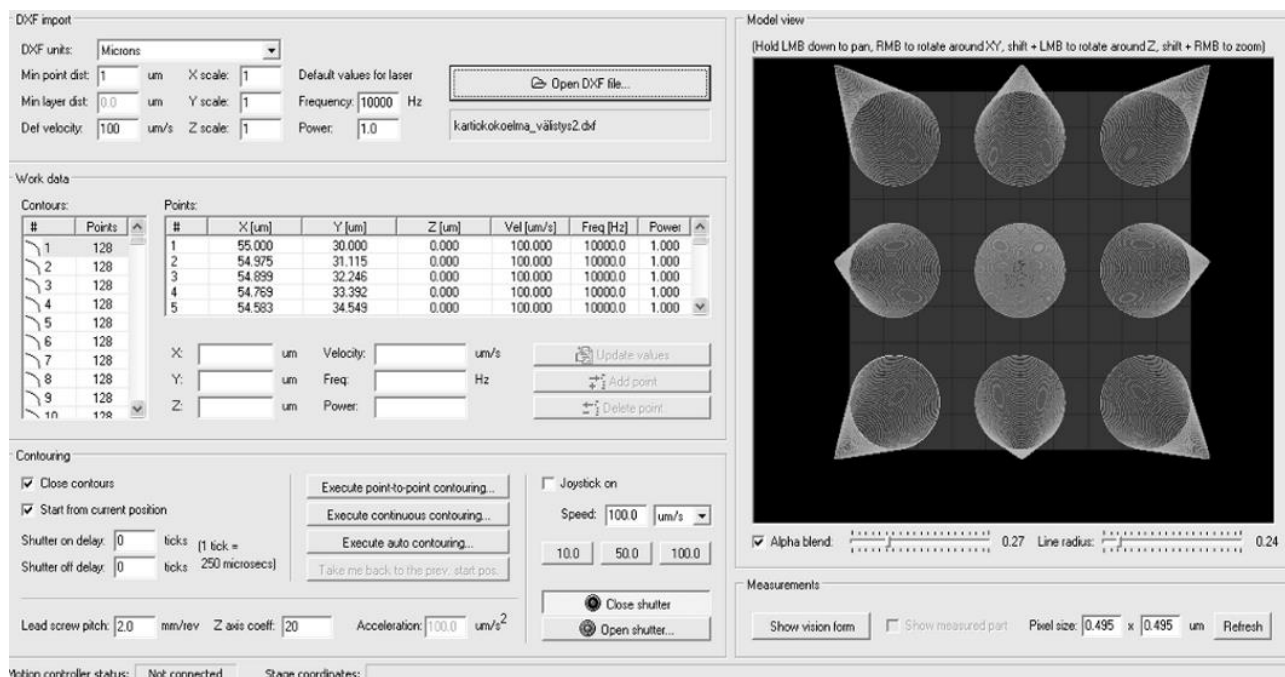 DXF import
DXF units: Microns
Min point dist: 1 um X scale: 1 Default values for laser
Open DXF file...
Min layer dist: 0.0 um Y scale: 1 Frequency: 10000 Hz
Def velocity: 100 um/s Z scale: 1 Power: 1.0
kartiokokoelma_välistys2.dxf
Work data
Contours:
# Points
1 128
2 128
3 128
4 128
5 128
6 128
7 128
8 128
9 128
10 128
Points:
# X [um] Y [um] Z [um] Vel [um/s] Freq [Hz] Power
1 55.000 30.000 0.000 100.000 10000.0 1.000
2 54.975 31.115 0.000 100.000 10000.0 1.000
3 54.899 32.246 0.000 100.000 10000.0 1.000
4 54.769 33.392 0.000 100.000 10000.0 1.000
5 54.583 34.549 0.000 100.000 10000.0 1.000
X: um Velocity: um/s Update values
Y: um Freq: Hz Add point
Z: um Power: Delete point
Contouring
Close contours
Start from current position
Shutter on delay: 0 ticks (1 tick =
Shutter off delay: 0 ticks 250 microsecs)
Execute point-to-point contouring...
Execute continuous contouring...
Execute auto contouring...
Take me back to the prev. start pos.
Lead screw pitch: 2.0 mm/rev Z axis coeff: 20 Acceleration: 100.0 um/s2
Joystick on
Speed: 100.0 um/s
10.0 50.0 100.0
Close shutter
Open shutter...
Motion controller status: Not connected Stage coordinates:
Model view
(Hold LMB down to pan, RMB to rotate around XY, shift + LMB to rotate around Z, shift + RMB to zoom)
Alpha blend: 0.27 Line radius: 0.24
Measurements
Show vision form Show measured part Pixel size: 0.495 x 0.495 um Refresh